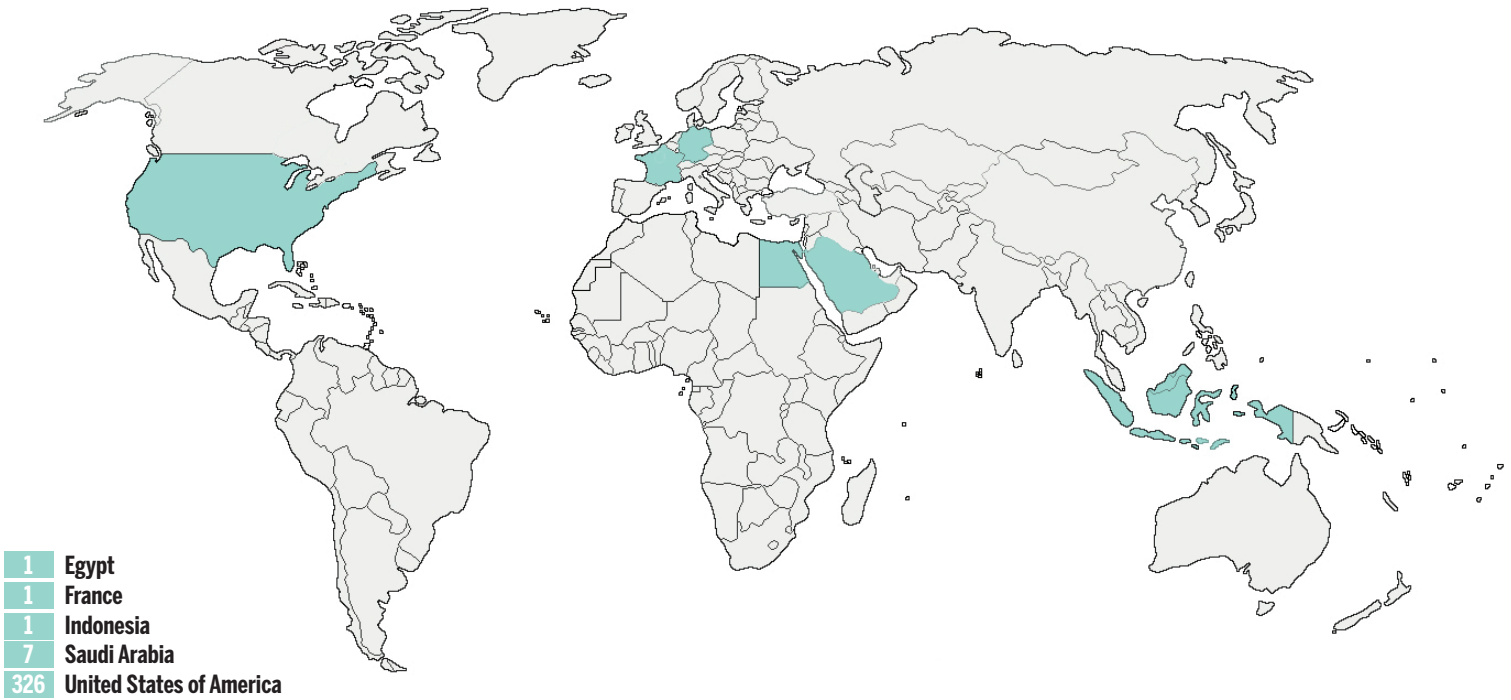 1 Egypt
1 France
1 Indonesia
7 Saudi Arabia
326 United States of America